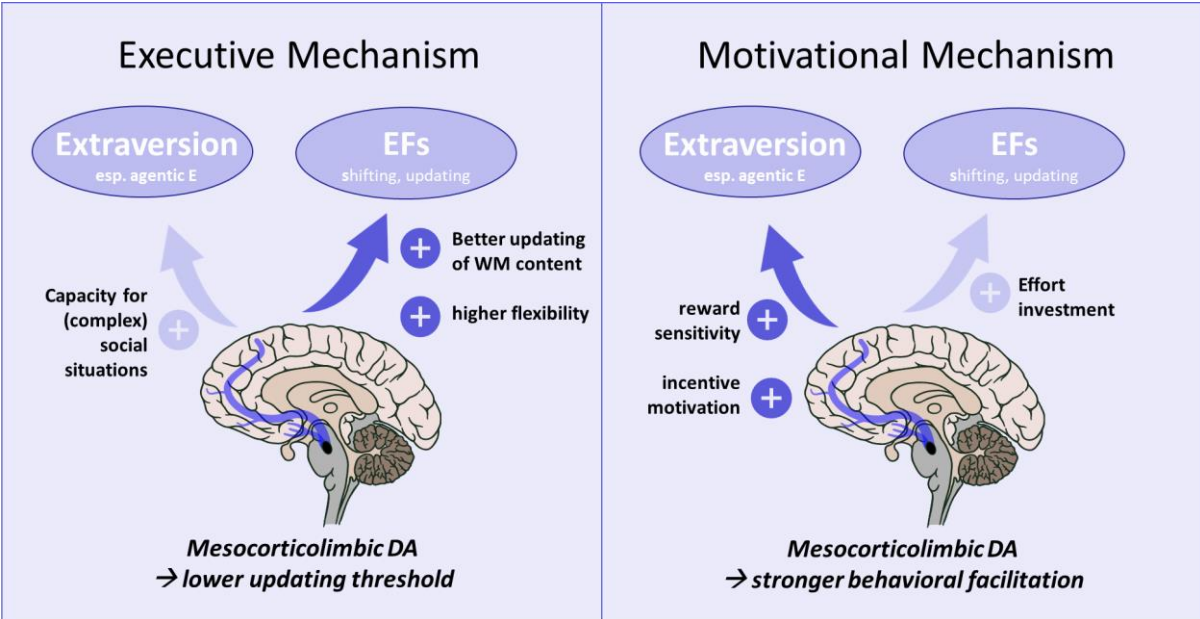 Executive Mechanism
Extraversion
esp. agentic E
EFs
shifting, updating
+
Better updating
of WM content
+
higher flexibility
Capacity for
(complex)
social
situations
+
Mesocorticolimbic DA
→ lower updating threshold
Motivational Mechanism
Extraversion
esp. agentic E
EFs
shifting, updating
reward
sensitivity
+
incentive
motivation
+
+
Effort
investment
Mesocorticolimbic DA
→ stronger behavioral facilitation